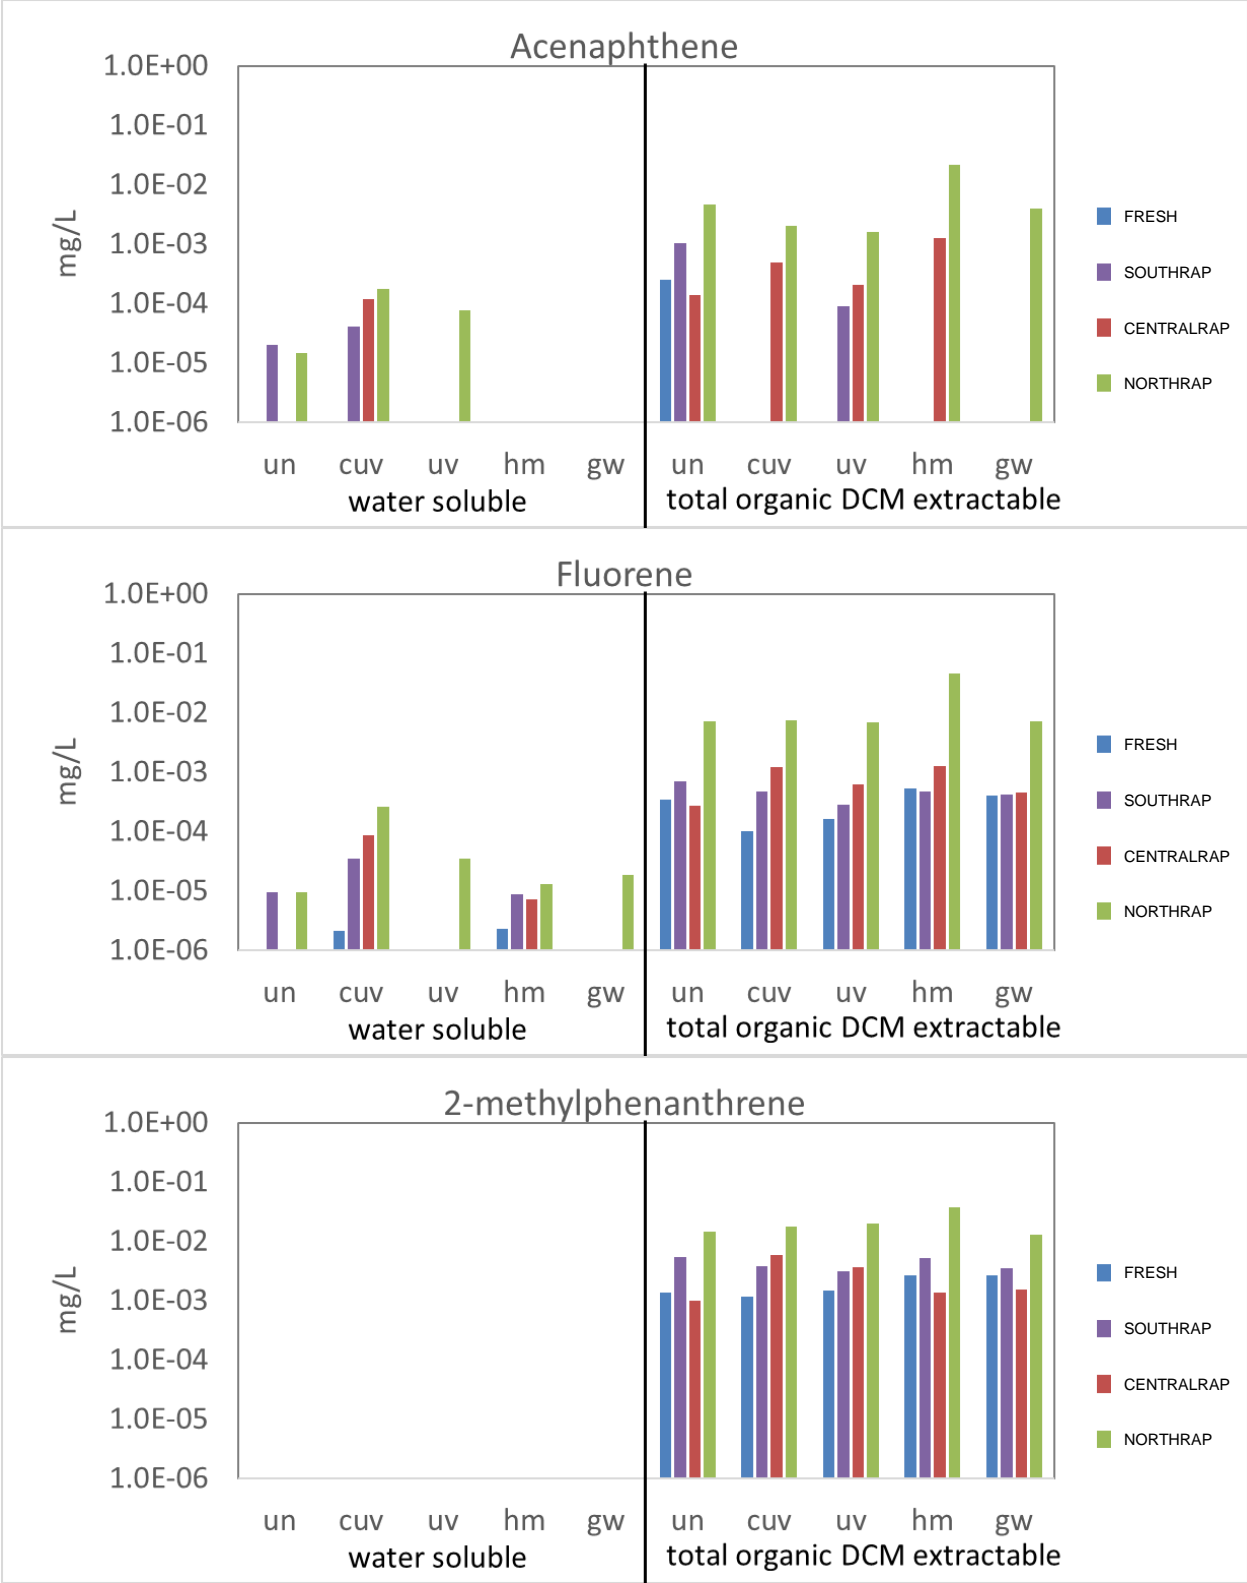 Acenaphthene
1.0E+00
1.0E-01
1.0E-02
1.0E-03
1.0E-04
1.0E-05
1.0E-06
mg/L
un cuv uv hm gw un cuv uv hm gw
water soluble total organic DCM extractable
FRESH
SOUTHRAP
CENTRALRAP
NORTHRAP
Fluorene
1.0E+00
1.0E-01
1.0E-02
1.0E-03
1.0E-04
1.0E-05
1.0E-06
mg/L
un cuv uv hm gw un cuv uv hm gw
water soluble total organic DCM extractable
FRESH
SOUTHRAP
CENTRALRAP
NORTHRAP
2-methylphenanthrene
1.0E+00
1.0E-01
1.0E-02
1.0E-03
1.0E-04
1.0E-05
1.0E-06
mg/L
un cuv uv hm gw un cuv uv hm gw
water soluble total organic DCM extractable
FRESH
SOUTHRAP
CENTRALRAP
NORTHRAP